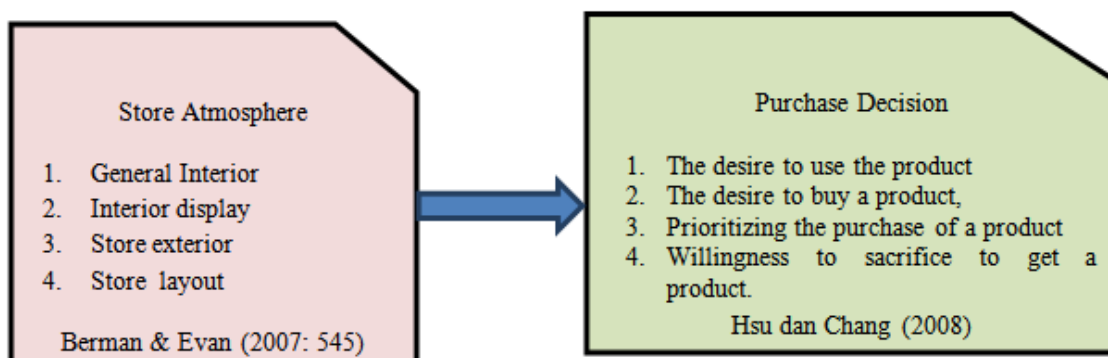 Store Atmosphere
1. General Interior
2. Interior display
3. Store exterior
4. Store layout
Berman & Evan (2007: 545)
Purchase Decision
1. The desire to use the product
2. The desire to buy a product,
3. Prioritizing the purchase of a product
4. Willingness to sacrifice to get a
product.
Hsu dan Chang (2008)